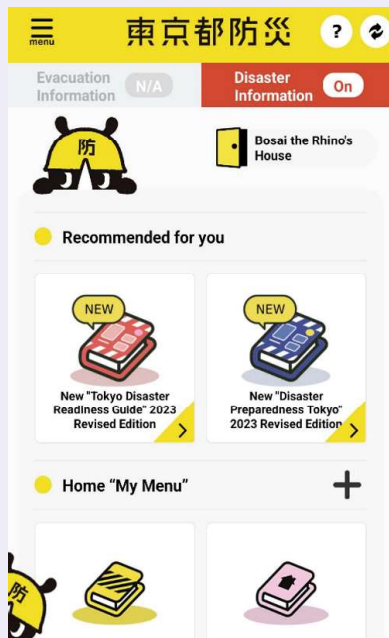 menu
東京都防災
?
Evacuation
Information
N/A
Disaster
Information
On
防
Bosai the Rhino's
House
Recommended for you
NEW
New "Tokyo Disaster
Readiness Guide" 2023
Revised Edition
NEW
New "Disaster
Preparedness Tokyo"
2023 Revised Edition
Home “My Menu”
防